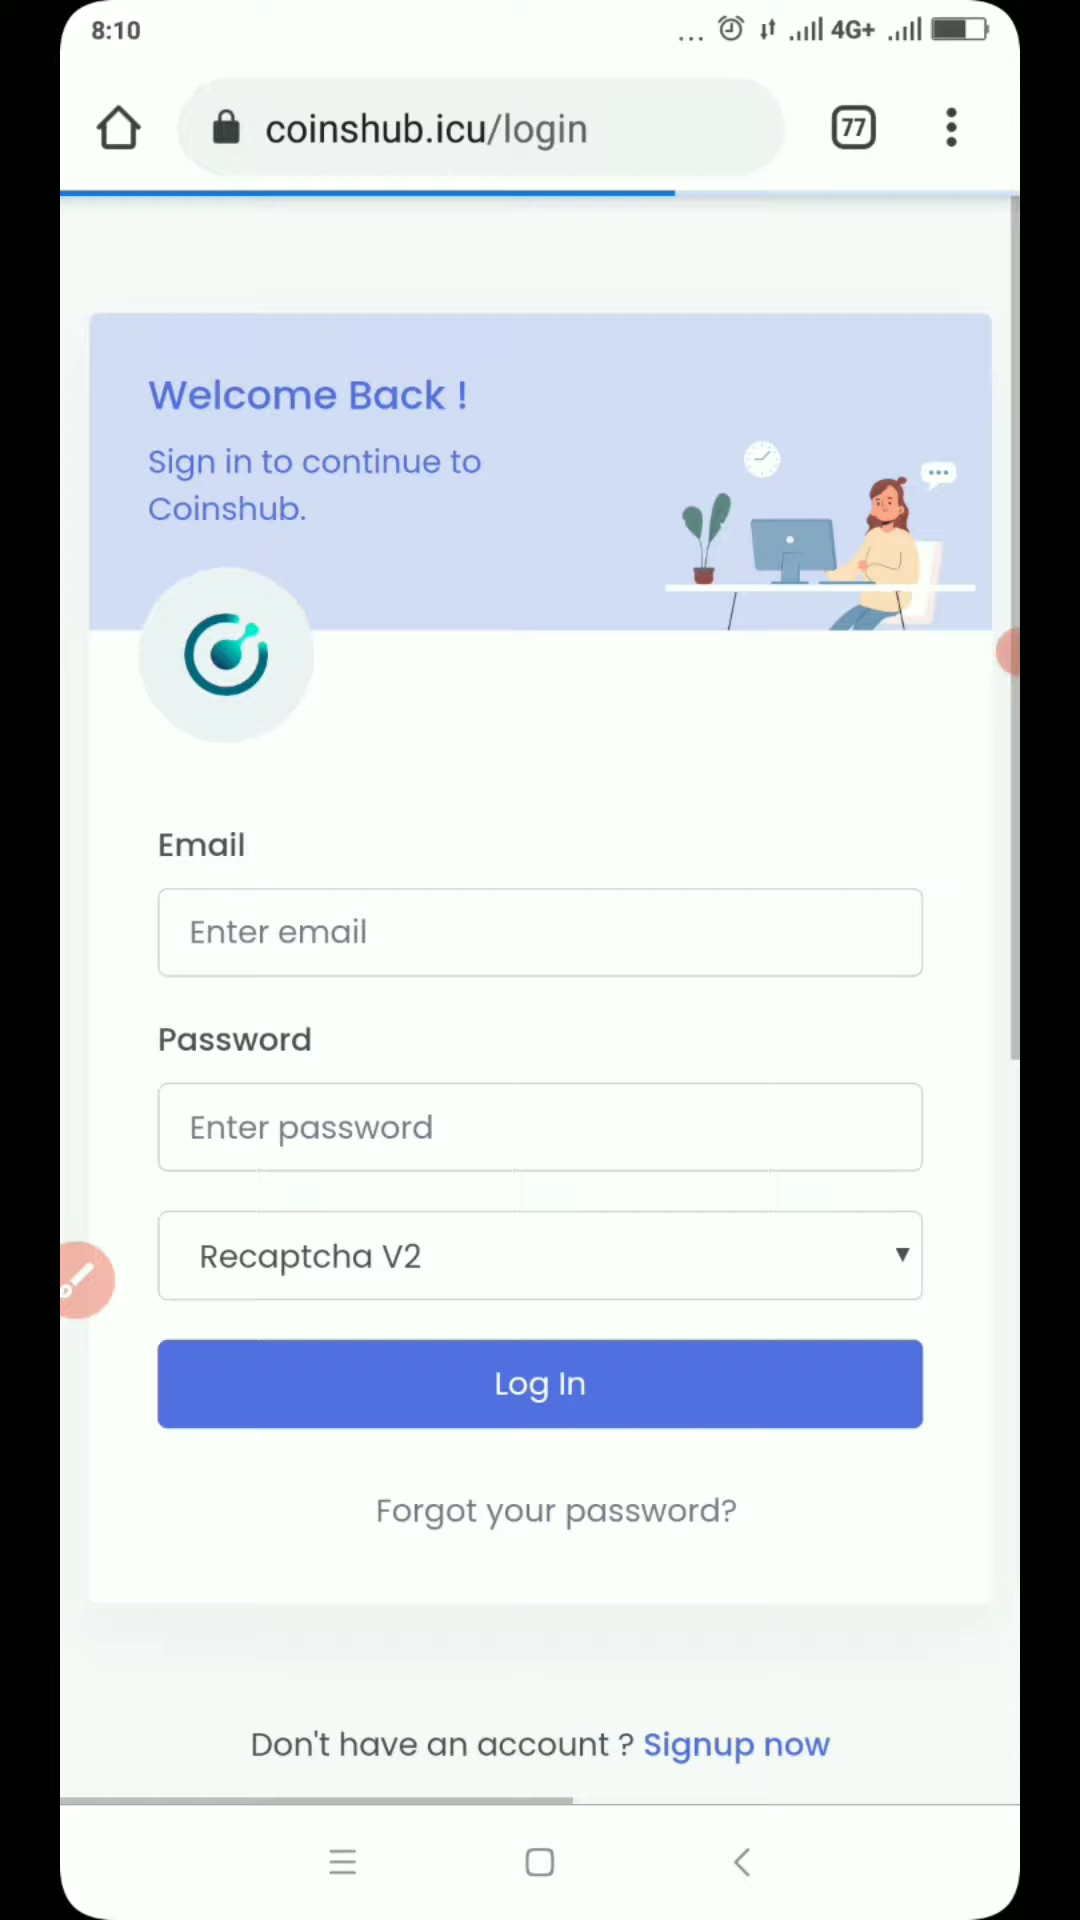 8:10
... 4G+
coinshub.icu/login
77
Welcome Back !
Sign in to continue to
Coinshub.
Email
Enter email
Password
Enter password
Recaptcha V2
Log In
Forgot your password?
Don't have an account ? Signup now